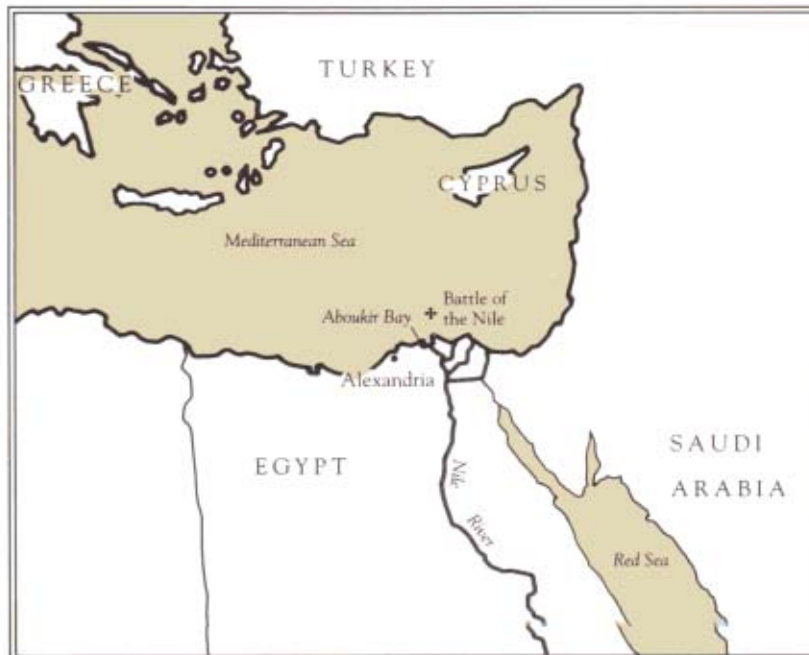 TURKEY
GREECE
CYPRUS
Mediterranean Sea
Battle of
the Nile
Aboukir Bay
Alexandria
SAUDI
ARABIA
EGYPT
Nile
River
Red Sea